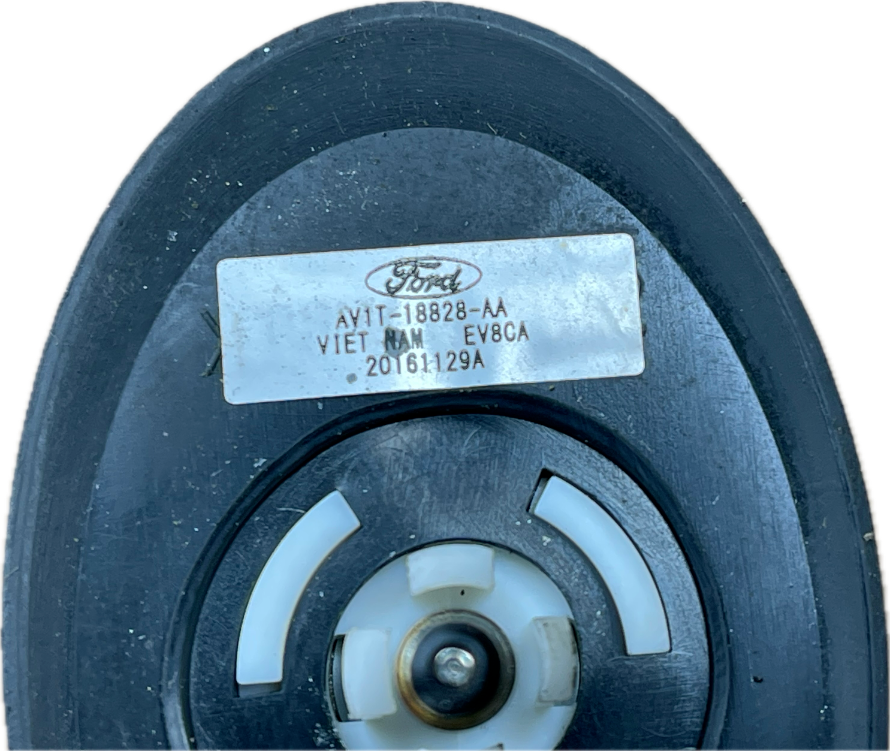 Ford
AV1T-18828-AA
VIET NAM EV8CA
20161129A